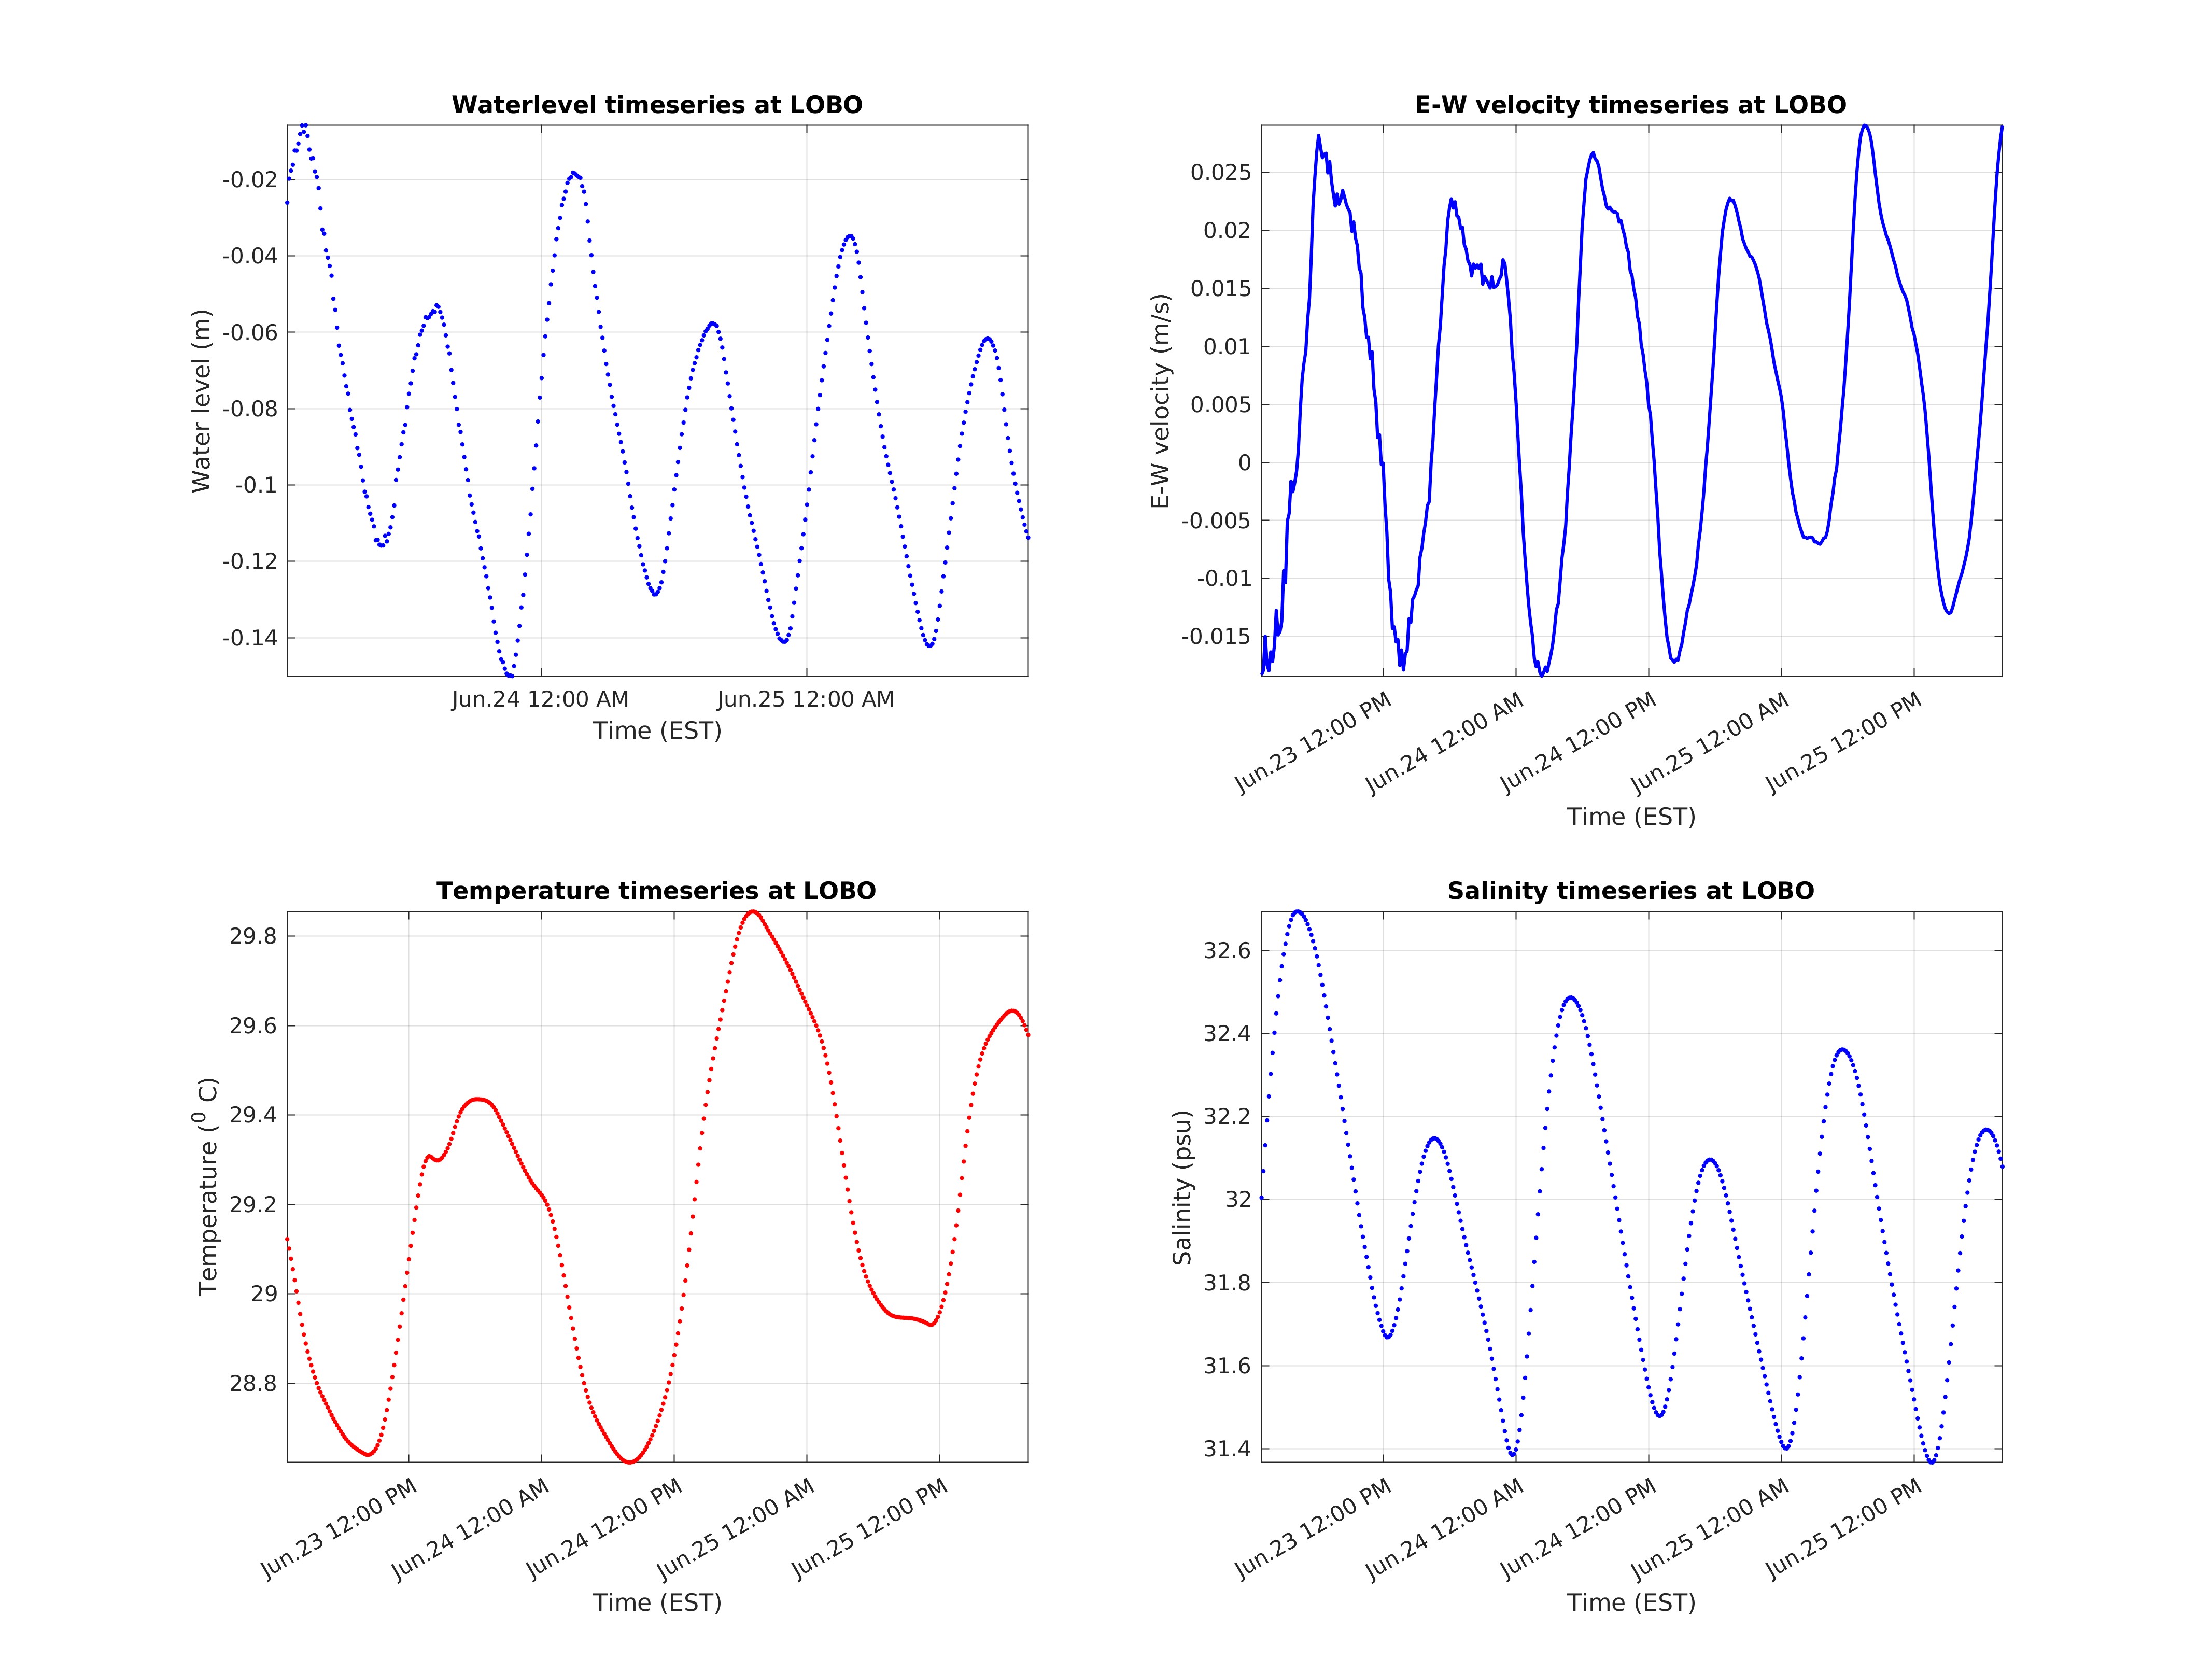 Waterlevel timeseries at LOBO
-0.02
-0.04
-0.06
-0.08
-0.1
-0.12
-0.14
Water level (m)
Jun.24 12:00 AM
Jun.25 12:00 AM
Time (EST)
E-W velocity timeseries at LOBO
0.025
0.02
0.015
0.01
0.005
0
-0.005
-0.01
-0.015
E-W velocity (m/s)
Jun.23 12:00 PM
Jun.24 12:00 AM
Jun.24 12:00 PM
Jun.25 12:00 AM
Jun.25 12:00 PM
Time (EST)
Temperature timeseries at LOBO
29.8
29.6
29.4
29.2
29
28.8
Temperature (⁰ C)
Jun.23 12:00 PM
Jun.24 12:00 AM
Jun.24 12:00 PM
Jun.25 12:00 AM
Jun.25 12:00 PM
Time (EST)
Salinity timeseries at LOBO
32.6
32.4
32.2
32
31.8
31.6
31.4
Salinity (psu)
Jun.23 12:00 PM
Jun.24 12:00 AM
Jun.24 12:00 PM
Jun.25 12:00 AM
Jun.25 12:00 PM
Time (EST)